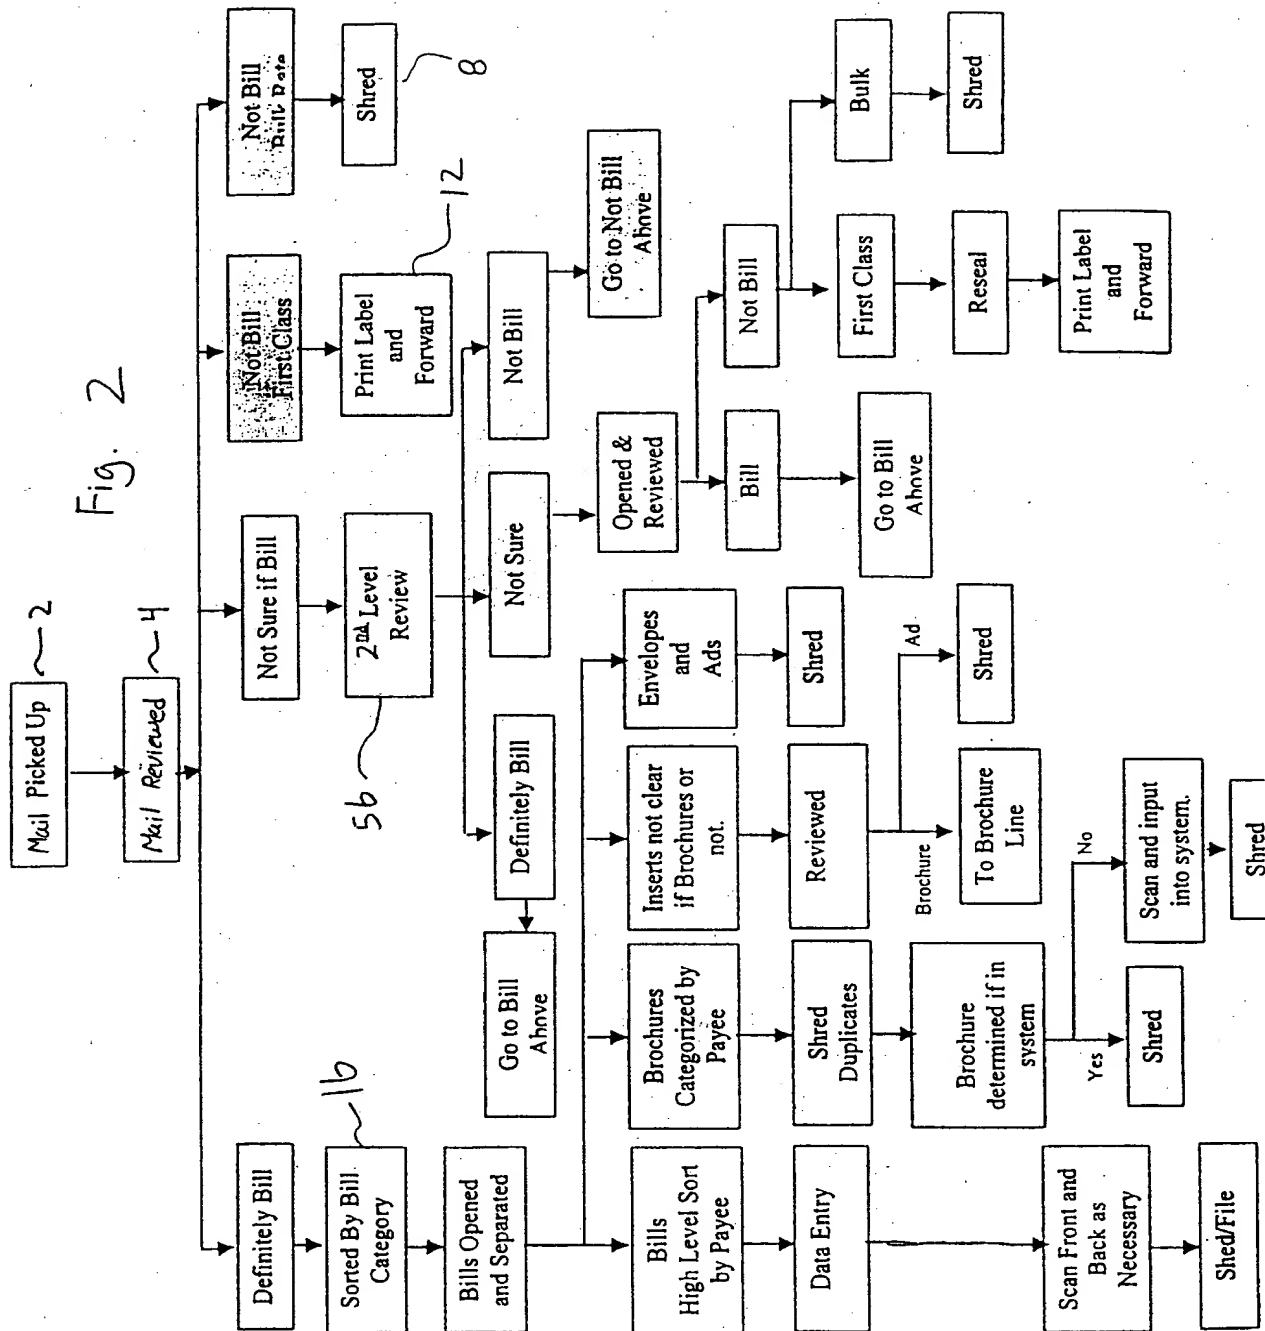 Fig. 2
Mail Picked Up
2
Mail Reviewed
4
Definitely Bill
Not Sure if Bill
Not Bill
First Class
Not Bill
Sorted By Bill
Category
11b
2nd Level
Review
5b
Print Label
and
Forward
12
Shred
8
Bills Opened
and Separated
Go to Bill
Above
Definitely Bill
Not Sure
Not Bill
Go to Not Bill
Above
Opened &
Reviewed
Bills
High Level Sort
by Payee
Brochures
Categorized by
Payee
Inserts not clear
if Brochures or
not.
Envelopes
and
Ads
Bill
Not Bill
Data Entry
Shred
Duplicates
Reviewed
Shred
Go to Bill
Above
First Class
Bulk
Brochure
Ad
Brochure
determined if in
system
To Brochure
Line
Shred
Reseal
Shred
Yes
No
Print Label
and
Forward
Scan Front and
Back as
Necessary
Shred
Scan and input
into system.
Shed/File
Shred